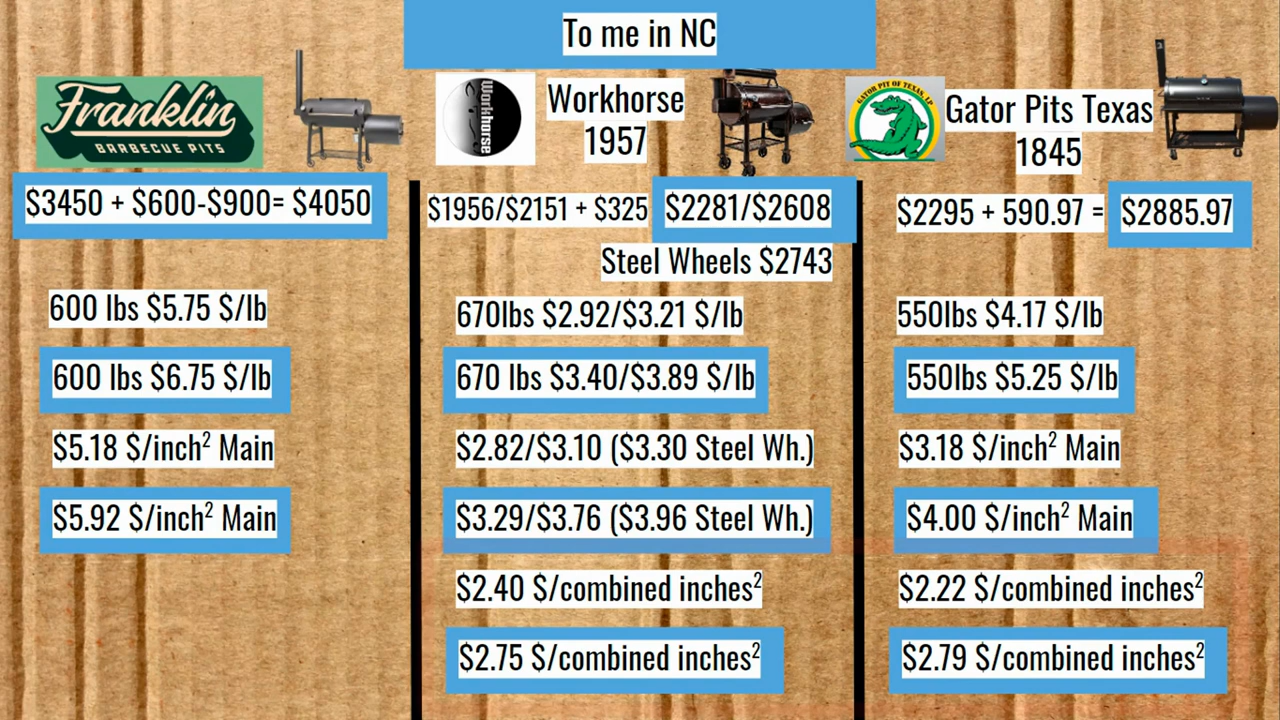 To me in NC
Franklin
BARBECUE PITS
$3450 + $600-$900= $4050
600 lbs $5.75 $/lb
600 lbs $6.75 $/lb
$5.18 $/inch² Main
$5.92 $/inch² Main
Workhorse
Workhorse
1957
$1956/$2151 + $325
$2281/$2608
Steel Wheels $2743
670lbs $2.92/$3.21 $/lb
670 lbs $3.40/$3.89 $/lb
$2.82/$3.10 ($3.30 Steel Wh.)
$3.29/$3.76 ($3.96 Steel Wh.)
$2.40 $/combined inches²
$2.75 $/combined inches²
GATOR PIT OF TEXAS, LP
Gator Pits Texas
1845
$2295 + 590.97 =
$2885.97
550lbs $4.17 $/lb
550lbs $5.25 $/lb
$3.18 $/inch² Main
$4.00 $/inch² Main
$2.22 $/combined inches²
$2.79 $/combined inches²